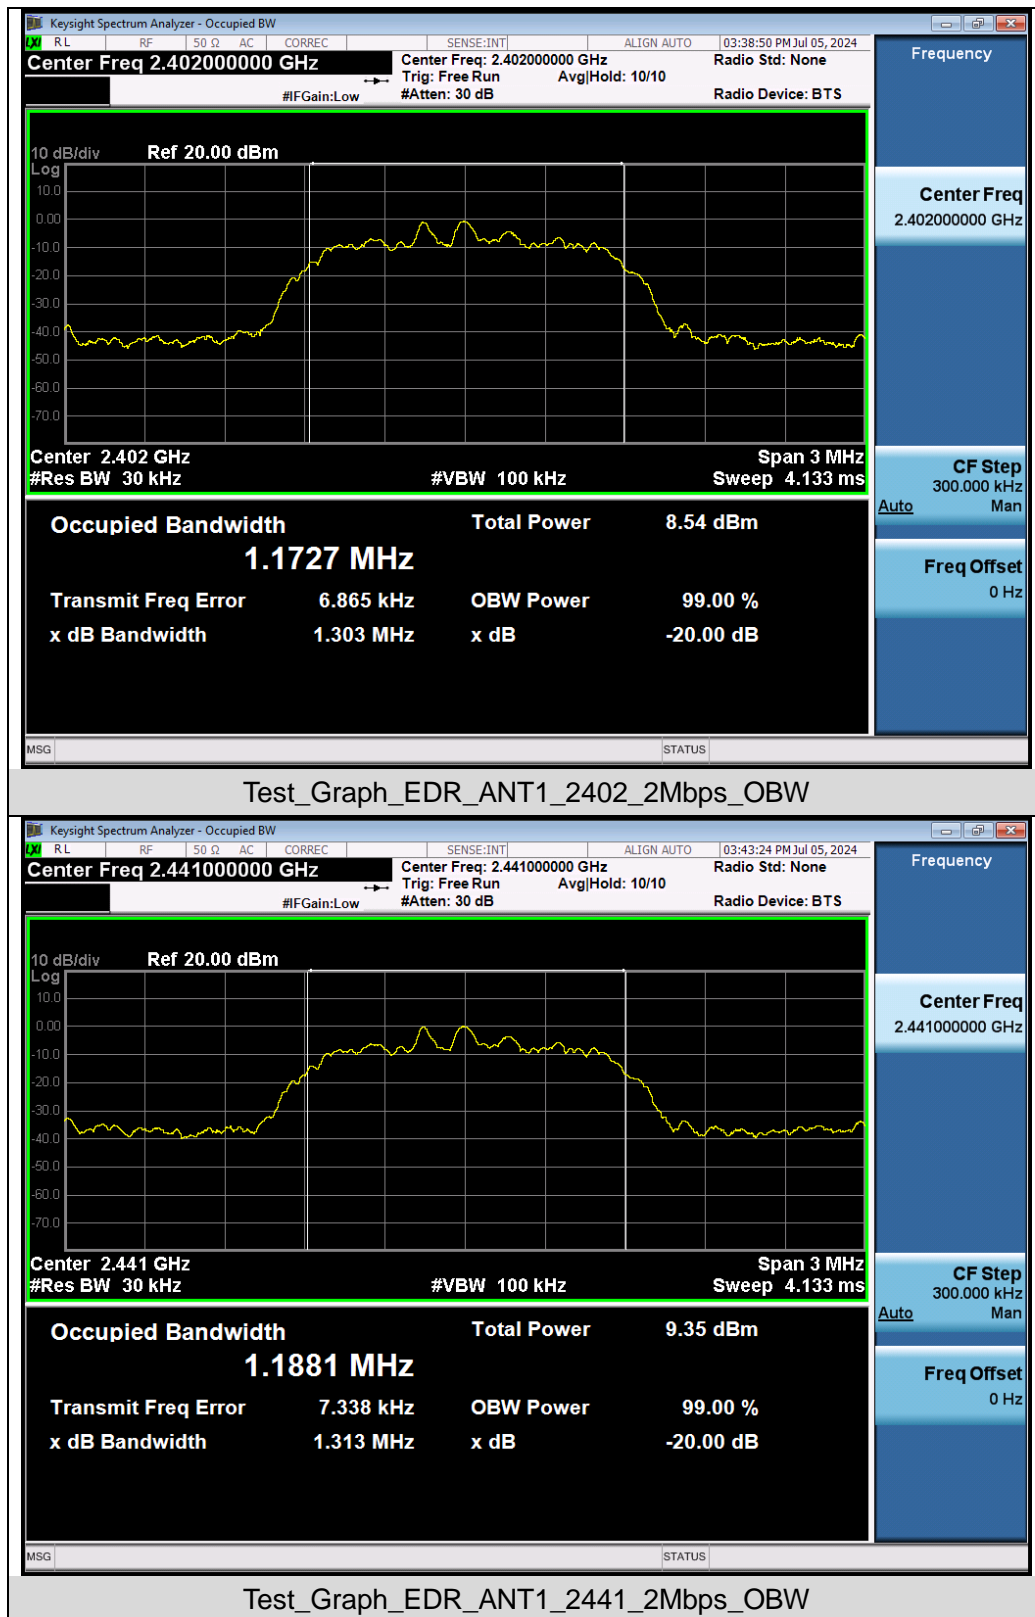 Keysight Spectrum Analyzer - Occupied BW
LXI RL RF 50 Ω AC CORREC SENSE:INT ALIGN AUTO 03:38:50 PM Jul 05, 2024
Center Freq 2.402000000 GHz
Center Freq: 2.402000000 GHz
Radio Std: None
Trig: Free Run Avg|Hold: 10/10
#IFGain:Low #Atten: 30 dB Radio Device: BTS
10 dB/div Ref 20.00 dBm
Log
10.0
0.00
-10.0
-20.0
-30.0
-40.0
-50.0
-60.0
-70.0
Center 2.402 GHz Span 3 MHz
#Res BW 30 kHz #VBW 100 kHz Sweep 4.133 ms
Occupied Bandwidth Total Power 8.54 dBm
1.1727 MHz
Transmit Freq Error 6.865 kHz OBW Power 99.00 %
x dB Bandwidth 1.303 MHz x dB -20.00 dB
MSG STATUS
Frequency
Center Freq
2.402000000 GHz
CF Step
300.000 kHz
Auto Man
Freq Offset
0 Hz
Test_Graph_EDR_ANT1_2402_2Mbps_OBW
Keysight Spectrum Analyzer - Occupied BW
LXI RL RF 50 Ω AC CORREC SENSE:INT ALIGN AUTO 03:43:24 PM Jul 05, 2024
Center Freq 2.441000000 GHz
Center Freq: 2.441000000 GHz
Radio Std: None
Trig: Free Run Avg|Hold: 10/10
#IFGain:Low #Atten: 30 dB Radio Device: BTS
10 dB/div Ref 20.00 dBm
Log
10.0
0.00
-10.0
-20.0
-30.0
-40.0
-50.0
-60.0
-70.0
Center 2.441 GHz Span 3 MHz
#Res BW 30 kHz #VBW 100 kHz Sweep 4.133 ms
Occupied Bandwidth Total Power 9.35 dBm
1.1881 MHz
Transmit Freq Error 7.338 kHz OBW Power 99.00 %
x dB Bandwidth 1.313 MHz x dB -20.00 dB
MSG STATUS
Frequency
Center Freq
2.441000000 GHz
CF Step
300.000 kHz
Auto Man
Freq Offset
0 Hz
Test_Graph_EDR_ANT1_2441_2Mbps_OBW